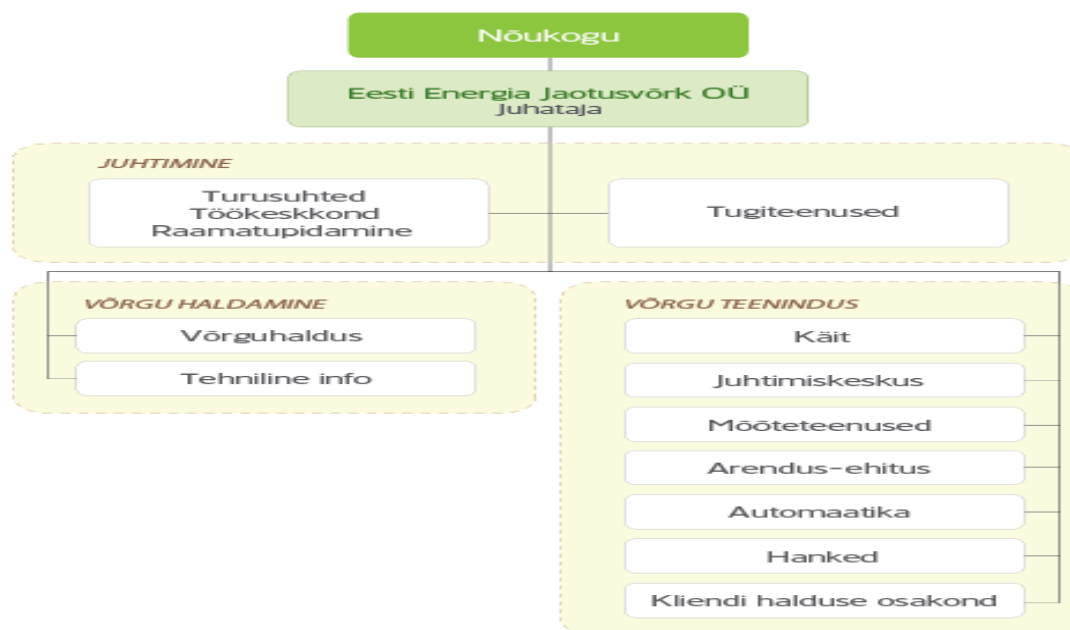 Nõukogu
Eesti Energia Jaotusvõrk OÜ
Juhataja
JUHTIMINE
Turusuhted
Töökeskkond
Raamatupidamine
Tugiteenused
VÕRGU HALDAMINE
Võrguhaldus
Tehniline info
VÕRGU TEENINDUS
Käit
Juhtimiskeskus
Mõõteteenused
Arendus-ehitus
Automaatika
Hanked
Kliendi halduse osakond